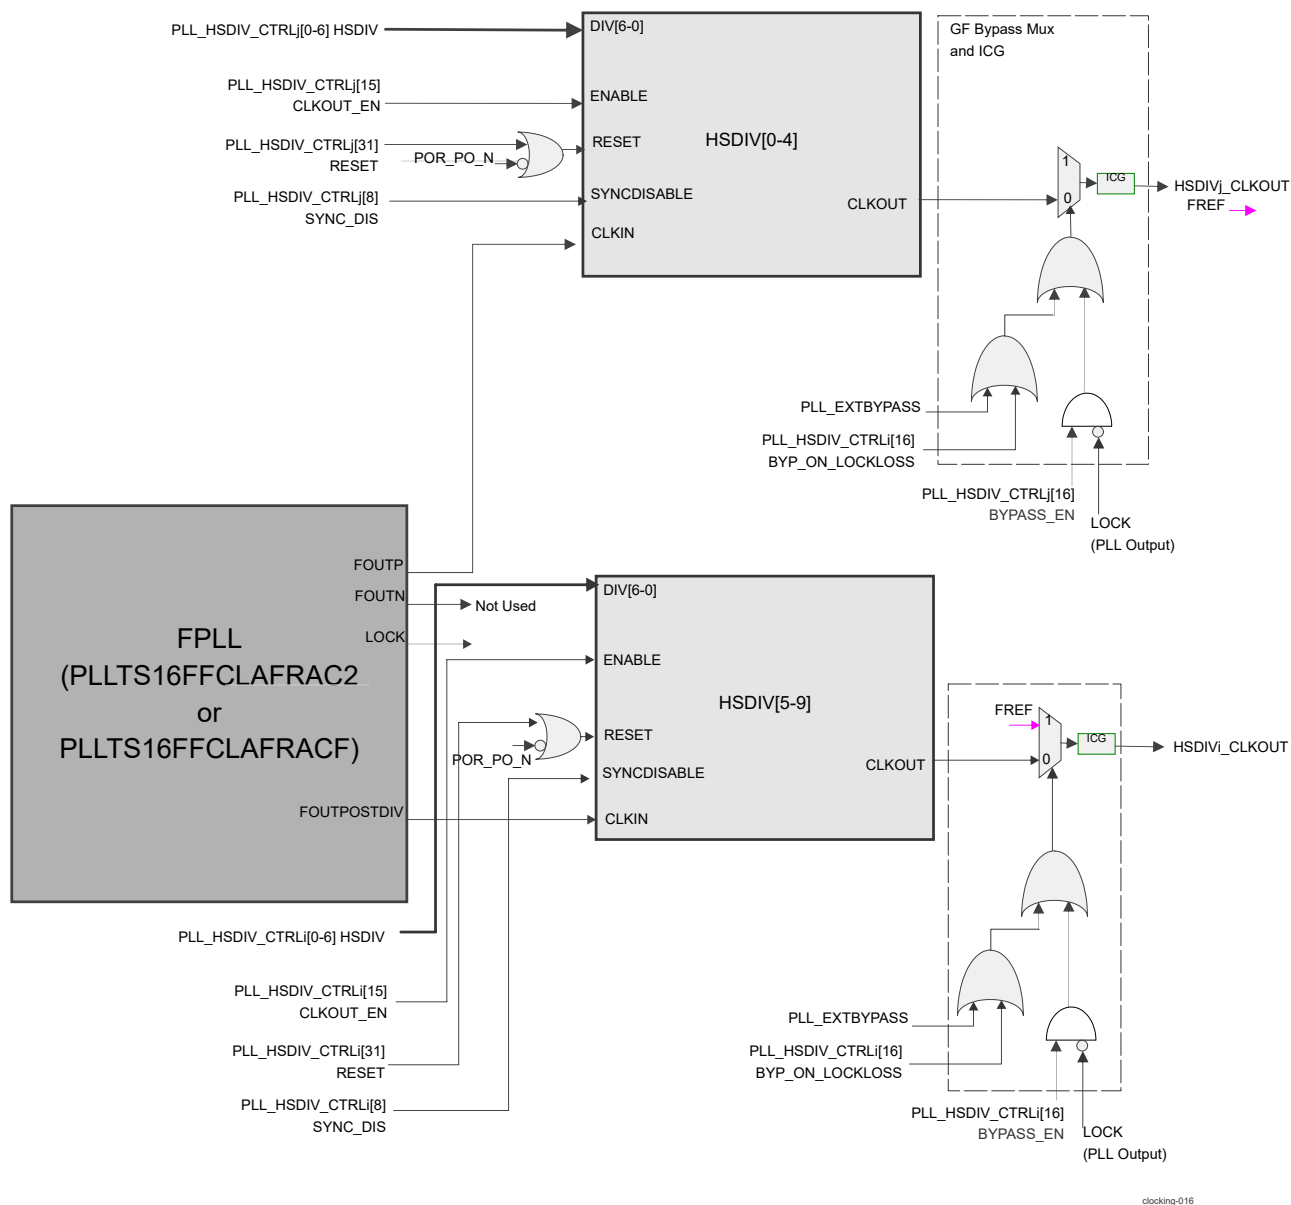 PLL_HSDIV_CTRLj[0-6] HSDIV
DIV[6-0]
GF Bypass Mux
and ICG
PLL_HSDIV_CTRLj[15]
CLKOUT_EN
ENABLE
PLL_HSDIV_CTRLj[31]
RESET
POR_PO_N
RESET
HSDIV[0-4]
PLL_HSDIV_CTRLj[8]
SYNC_DIS
SYNCDISABLE
CLKOUT
CLKIN
1
0
ICG
HSDIVj_CLKOUT
FREF
PLL_EXTBYPASS
PLL_HSDIV_CTRLi[16]
BYP_ON_LOCKLOSS
PLL_HSDIV_CTRLj[16]
BYPASS_EN
LOCK
(PLL Output)
FOUTP
FOUTN
Not Used
LOCK
FPLL
(PLLTS16FFCLAFRAC2
or
PLLTS16FFCLAFRACF)
FOUTPOSTDIV
DIV[6-0]
ENABLE
HSDIV[5-9]
RESET
POR_PO_N
SYNCDISABLE
CLKOUT
CLKIN
FREF
1
0
ICG
HSDIVi_CLKOUT
PLL_HSDIV_CTRLi[0-6] HSDIV
PLL_HSDIV_CTRLi[15]
CLKOUT_EN
PLL_HSDIV_CTRLi[31]
RESET
PLL_HSDIV_CTRLi[8]
SYNC_DIS
PLL_EXTBYPASS
PLL_HSDIV_CTRLi[16]
BYP_ON_LOCKLOSS
PLL_HSDIV_CTRLi[16]
BYPASS_EN
LOCK
(PLL Output)
clocking-016